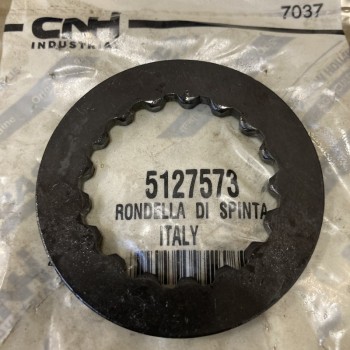 CNH
INDUSTRIAL
7037
5127573
RONDELLA DI SPINTA
ITALY